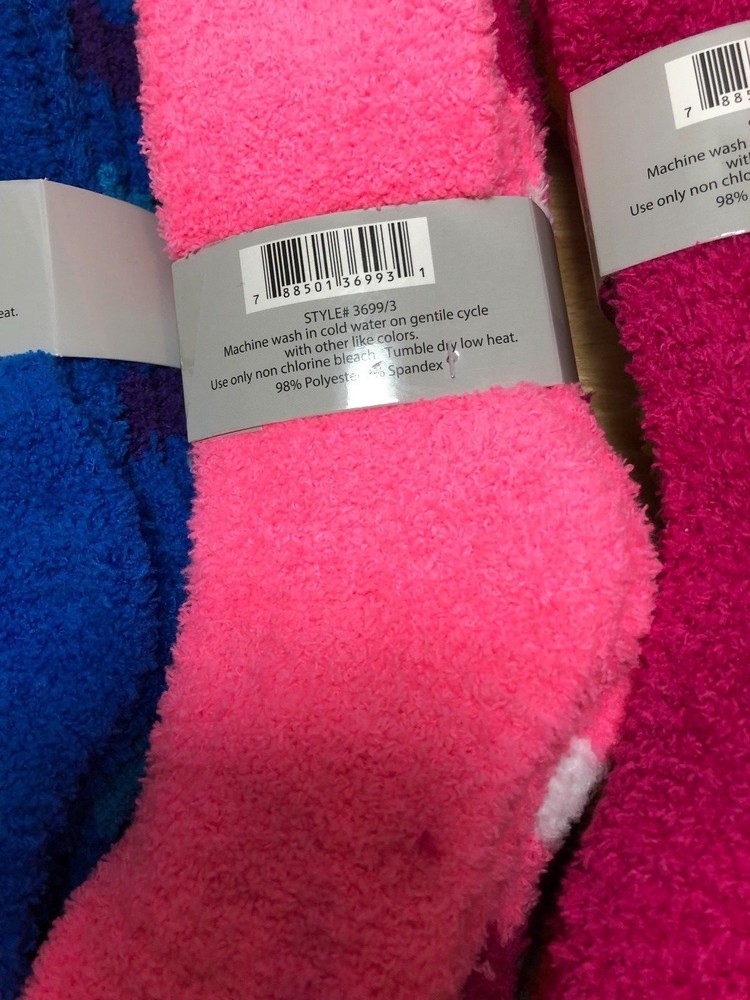 eat.
7 88501 36993 1
STYLE# 3699/3
Machine wash in cold water on gentile cycle
with other like colors.
Use only non chlorine bleach. Tumble dry low heat.
98% Polyester % Spandex
7 885
Machine wash
with
Use only non chlo
98%